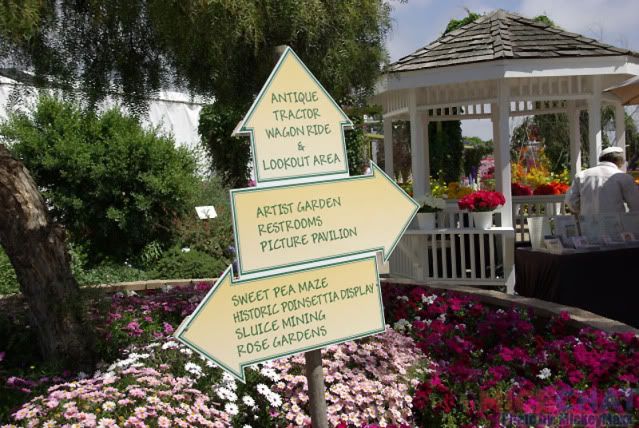 ANTIQUE
TRACTOR
WAGON RIDE
&
LOOKOUT AREA
ARTIST GARDEN
RESTROOMS
PICTURE PAVILION
SWEET PEA MAZE
HISTORIC POINSETTIA DISPLAY
SLUICE MINING
ROSE GARDENS